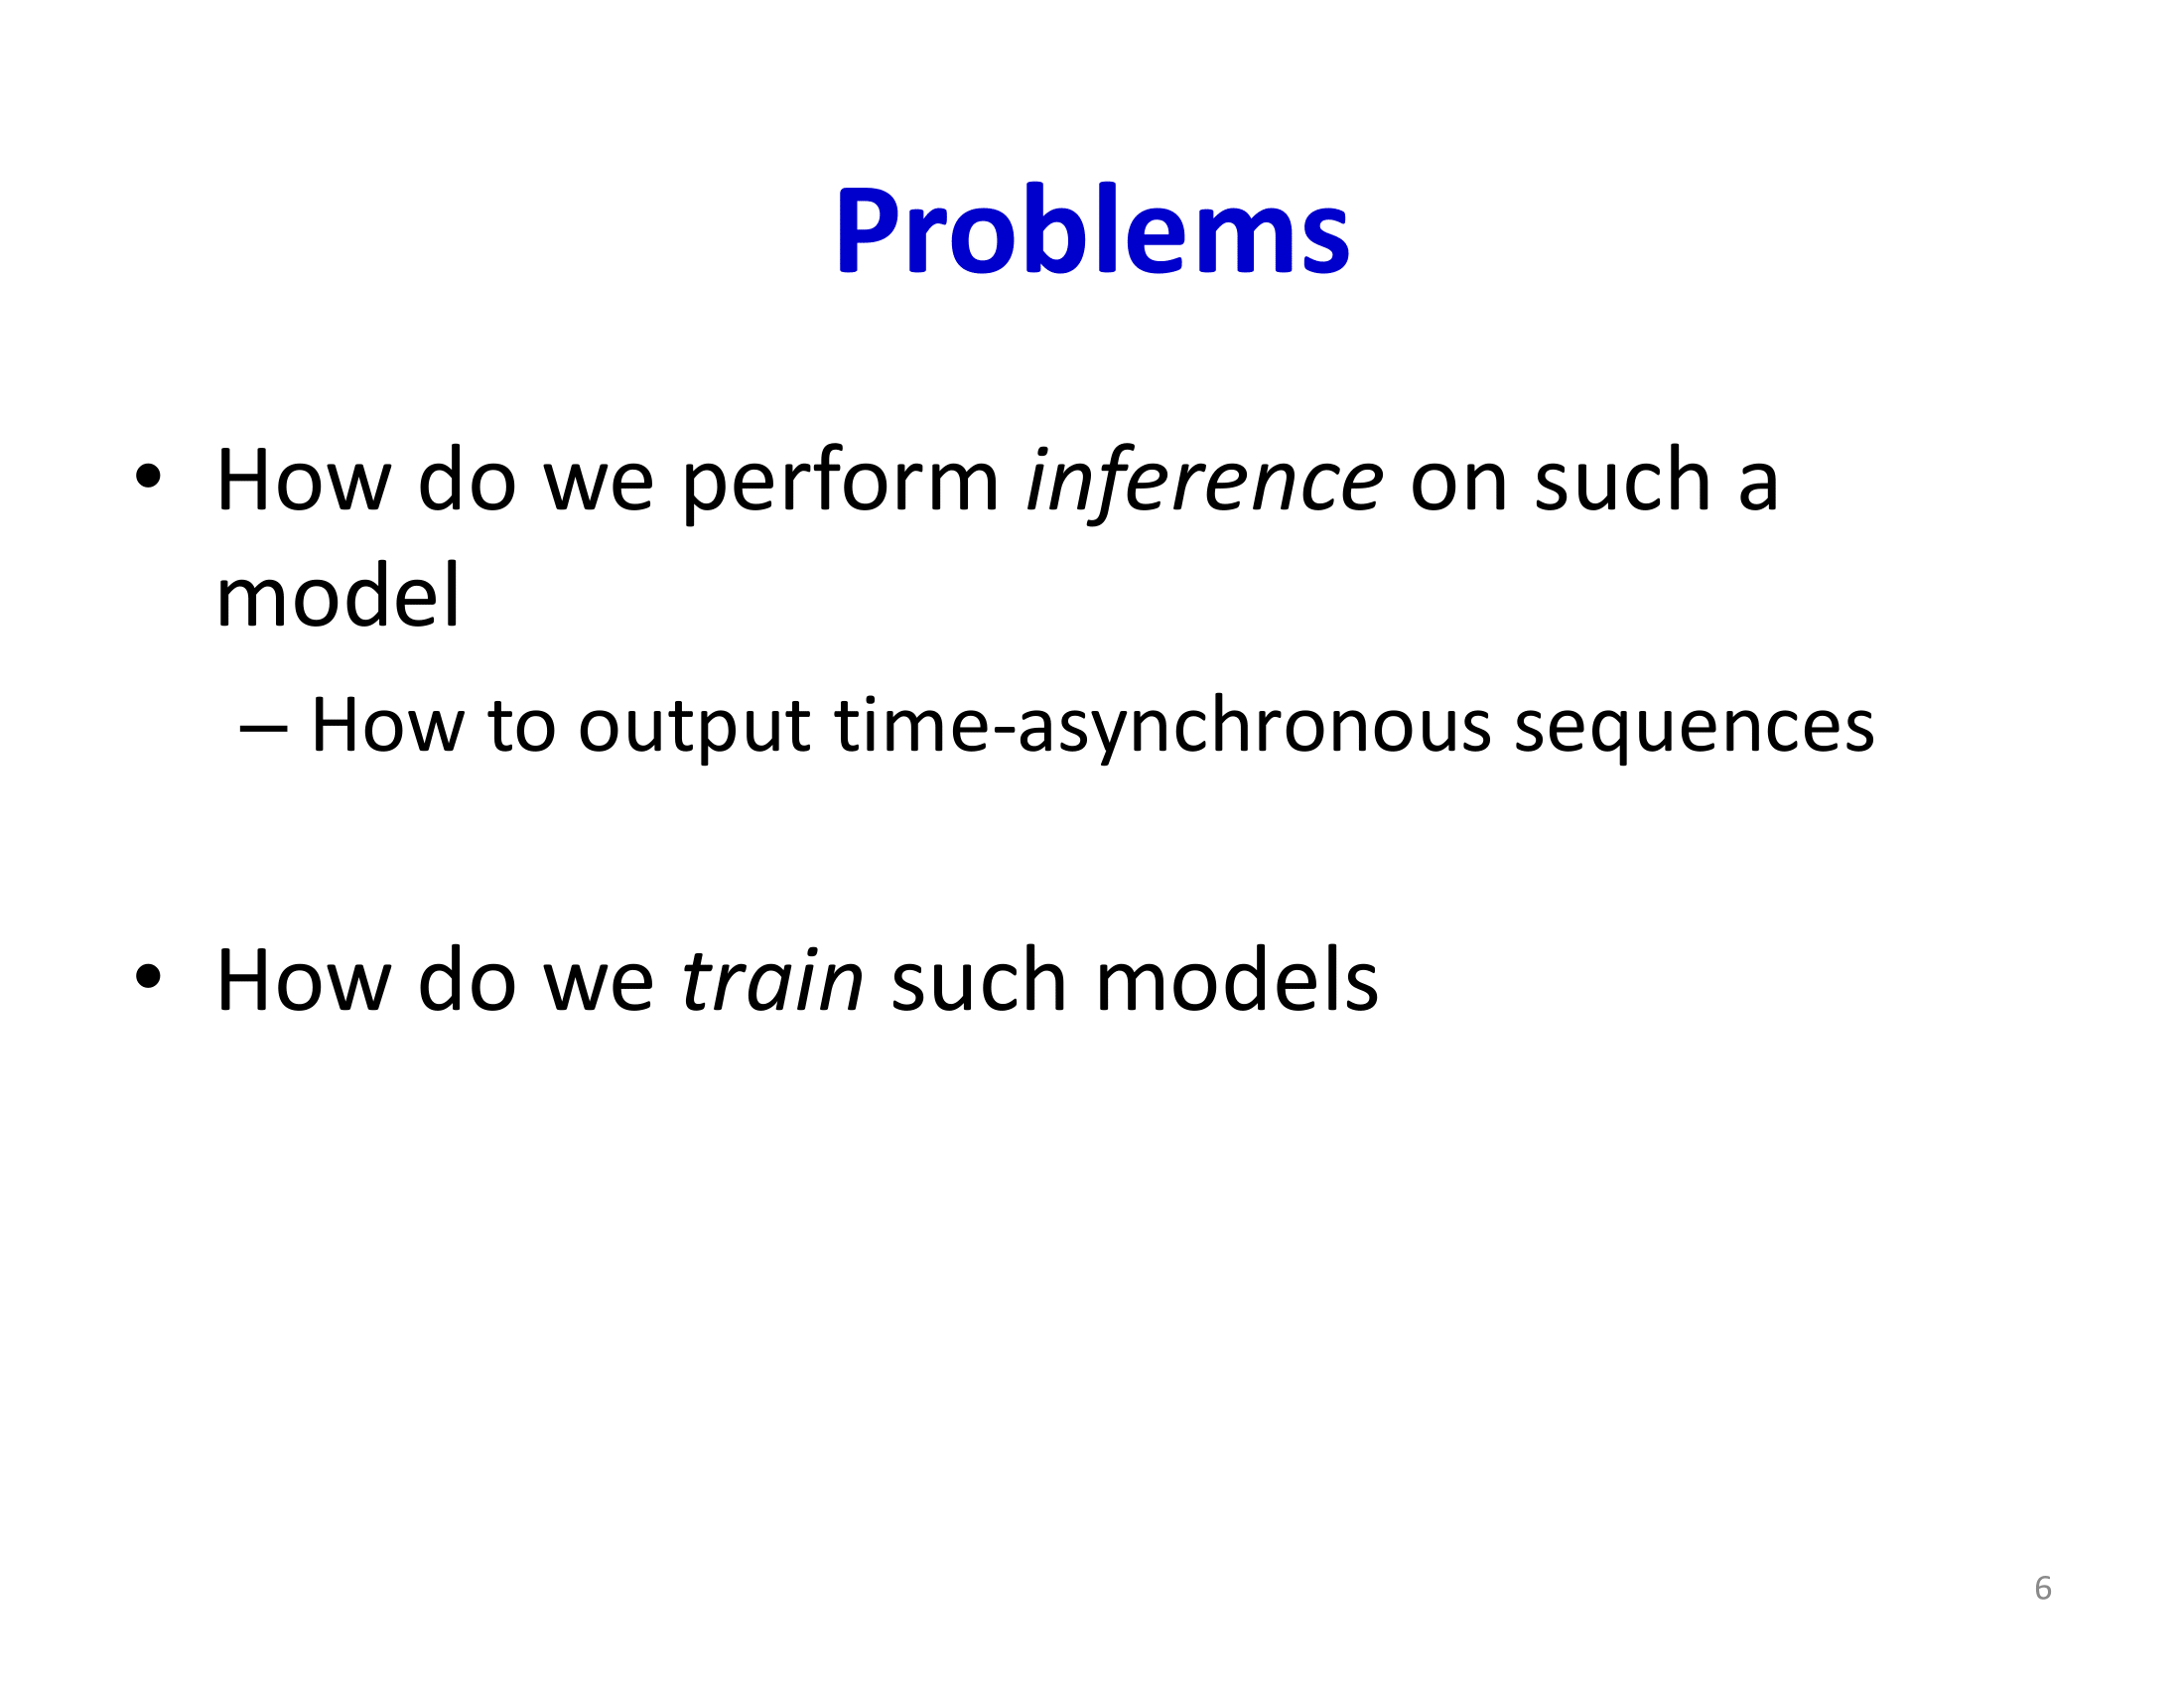 Problems
• How do we perform inference on such a
model
– How to output time-asynchronous sequences
• How do we train such models
6